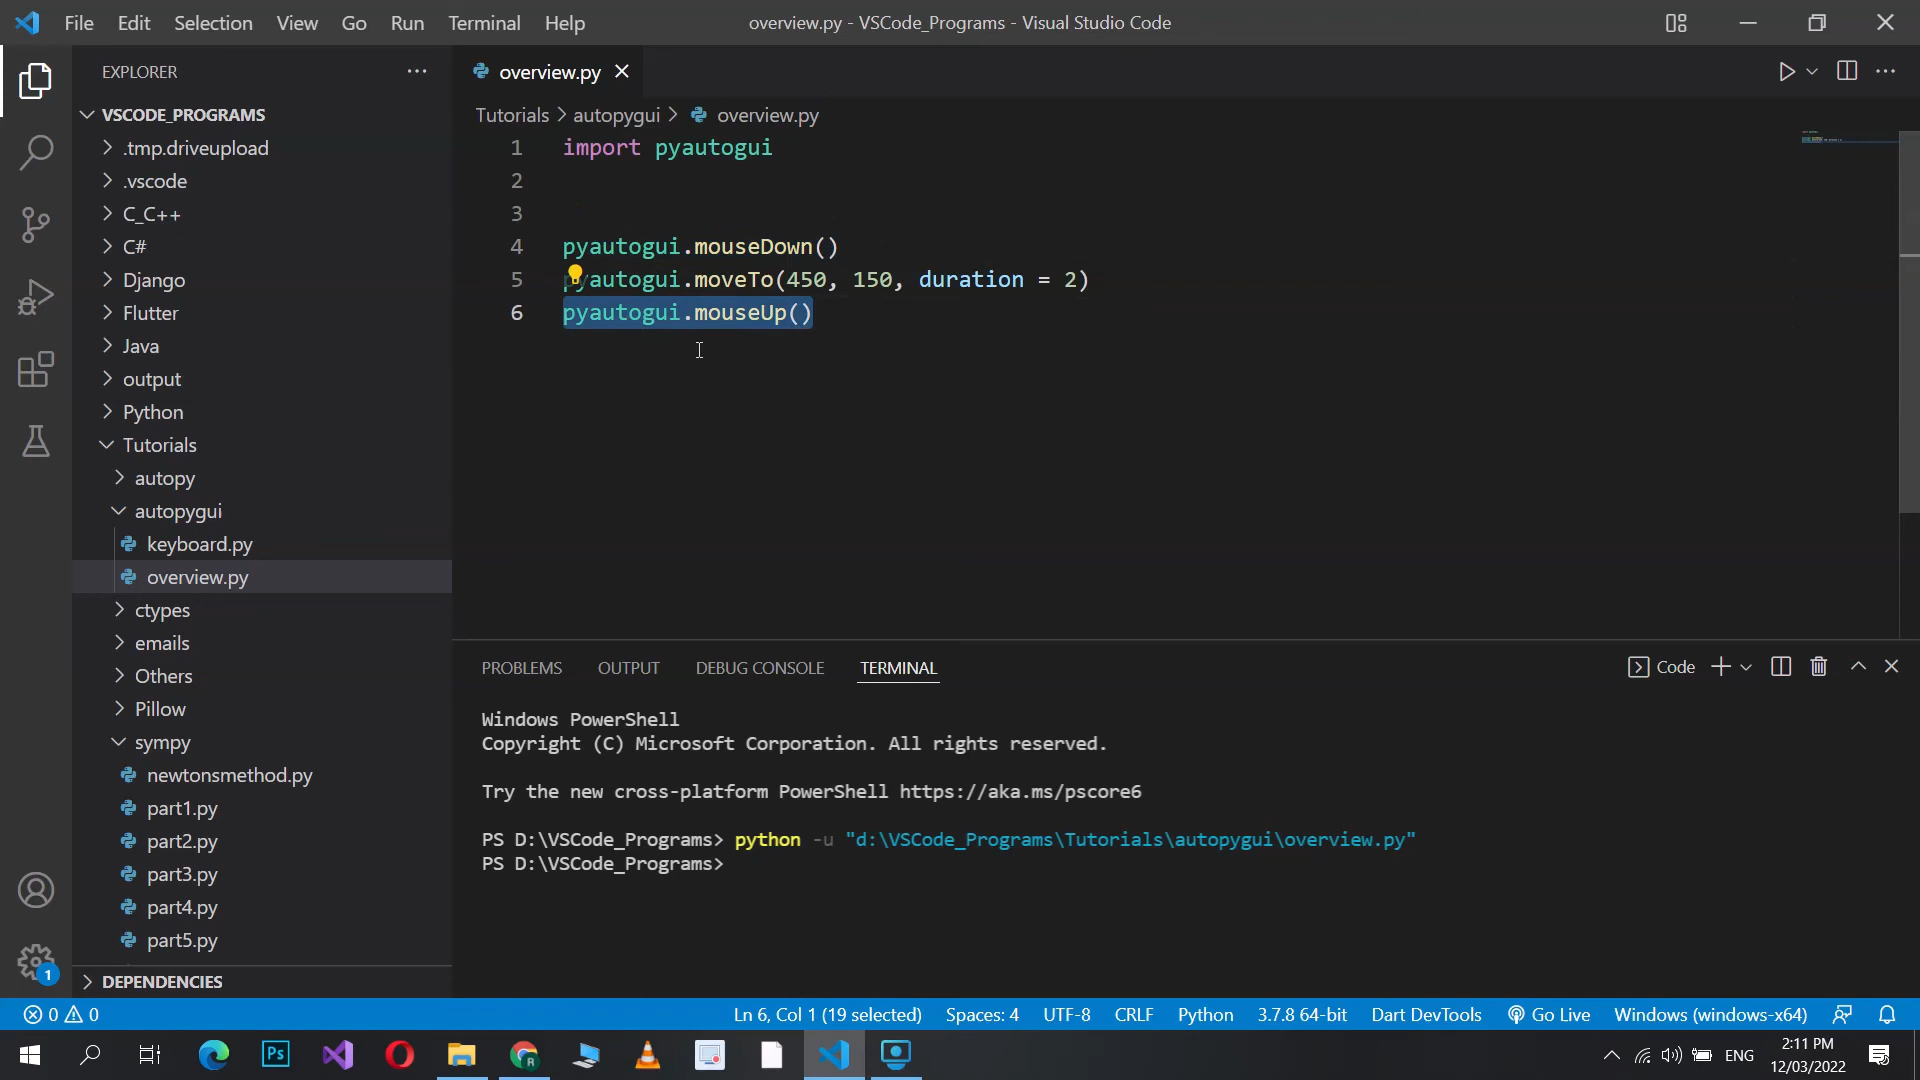 File Edit Selection View Go Run Terminal Help
overview.py - VSCode_Programs - Visual Studio Code
EXPLORER
VSCODE_PROGRAMS
.tmp.driveupload
.vscode
C_C++
C#
Django
Flutter
Java
output
Python
Tutorials
autopy
autopygui
keyboard.py
overview.py
ctypes
emails
Others
Pillow
sympy
newtonsmethod.py
part1.py
part2.py
part3.py
part4.py
part5.py
DEPENDENCIES
overview.py
Tutorials > autopygui > overview.py
1 import pyautogui
2
3
4 pyautogui.mouseDown()
5 pyautogui.moveTo(450, 150, duration = 2)
6 pyautogui.mouseUp()
PROBLEMS OUTPUT DEBUG CONSOLE TERMINAL
Code
Windows PowerShell
Copyright (C) Microsoft Corporation. All rights reserved.
Try the new cross-platform PowerShell https://aka.ms/pscore6
PS D:\VSCode_Programs> python -u "d:\VSCode_Programs\Tutorials\autopygui\overview.py"
PS D:\VSCode_Programs>
1
0 0 Ln 6, Col 1 (19 selected) Spaces: 4 UTF-8 CRLF Python 3.7.8 64-bit Dart DevTools Go Live Windows (windows-x64)
Ps
R
ENG
2:11 PM
12/03/2022